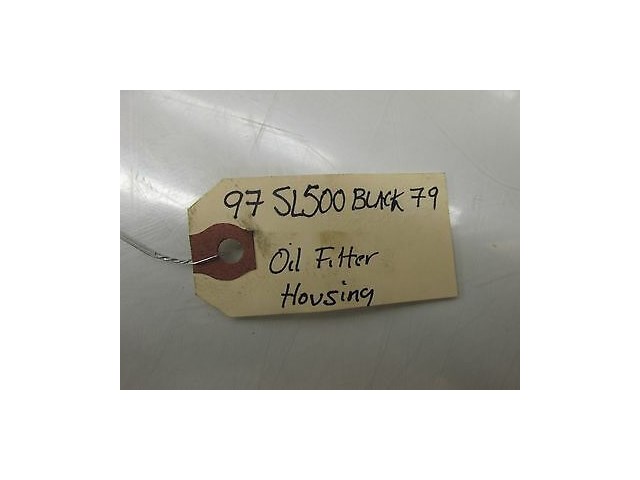 97 SL500 BLACK 79
Oil Filter
Housing